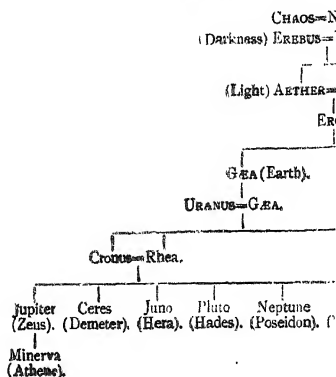 CHAOS=N
(Darkness) EREBUS=
(Light) AETHER=
ER
GÆA (Earth).
URANUS=GÆA.
Cronus=Rhea.
Jupiter Ceres Juno Pluto Neptune
(Zeus). (Demeter). (Hera). (Hades). (Poseidon). (
Minerva
(Athene).